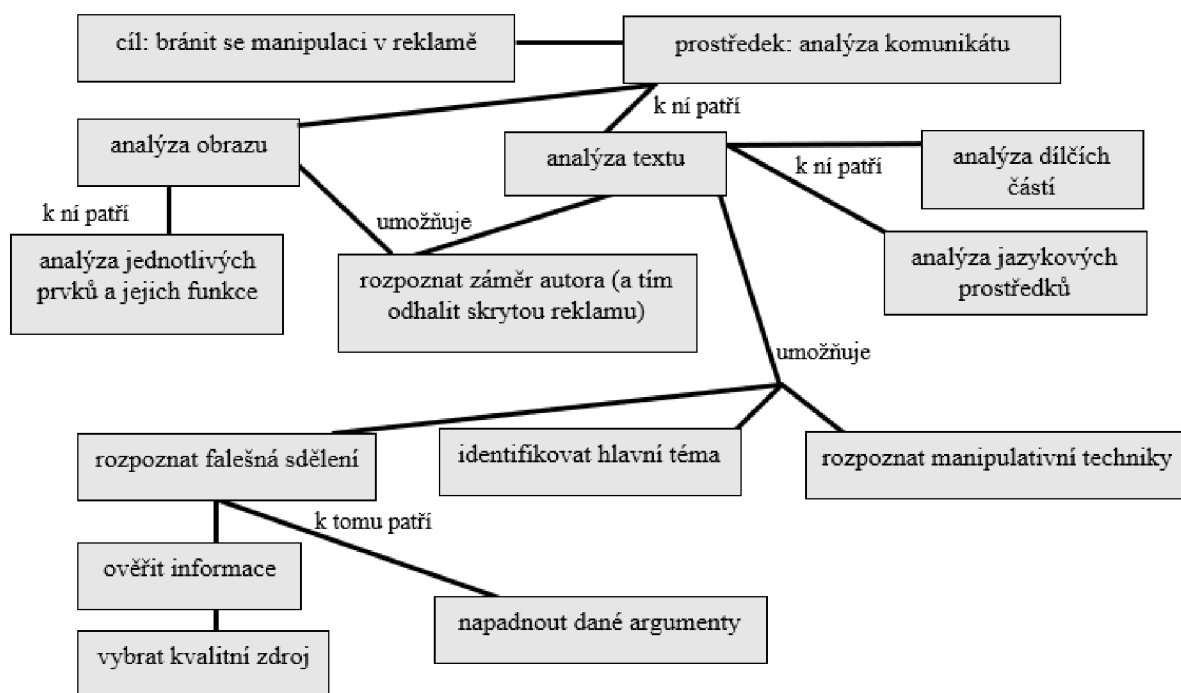 cíl: bránit se manipulaci v reklamě
prostředek: analýza komunikátu
k ní patří
analýza obrazu
analýza textu
analýza dílčích
částí
k ní patří
k ní patří
umožňuje
analýza jednotlivých
prvků a jejich funkce
rozpoznat záměr autora (a tím
odhalit skrytou reklamu)
analýza jazykových
prostředků
umožňuje
rozpoznat falešná sdělení
identifikovat hlavní téma
rozpoznat manipulativní techniky
k tomu patří
ověřit informace
napadnout dané argumenty
vybrat kvalitní zdroj